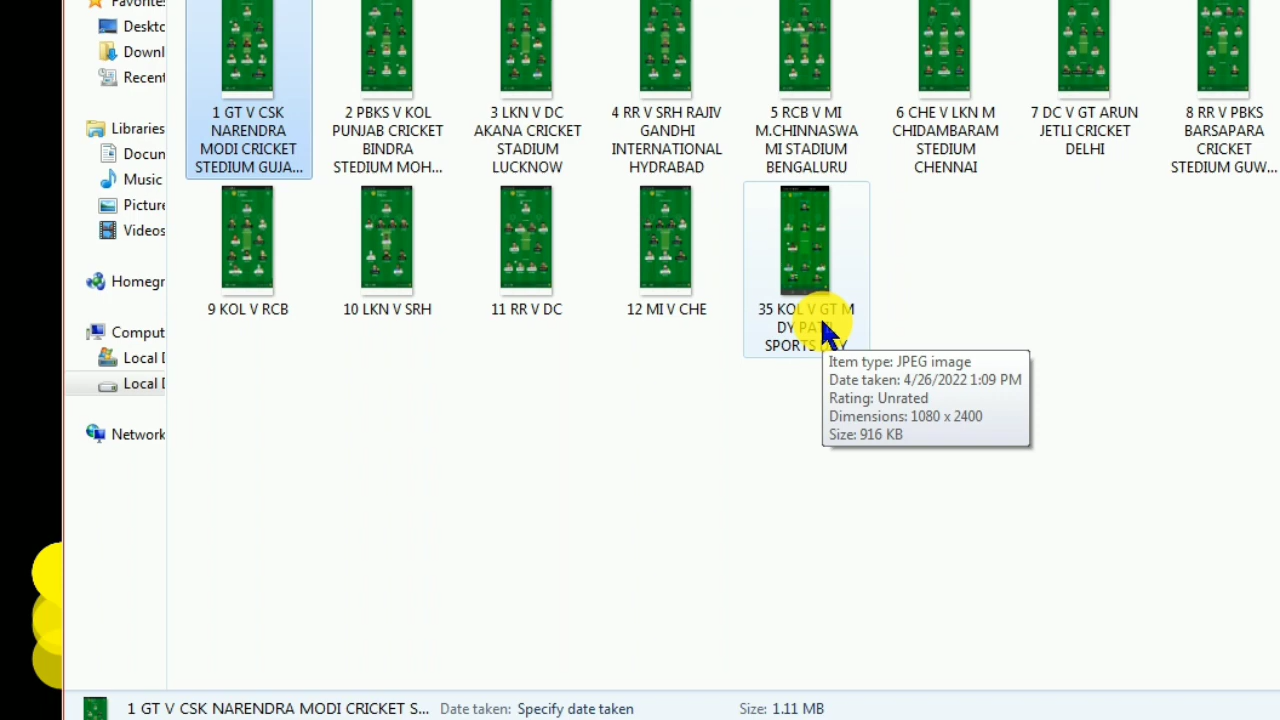 Favorites
Deskto
Downl
Recent
Libraries
Docun
Music
Picture
Videos
Homegr
Comput
Local D
Local D
Network
1 GT V CSK
NARENDRA
MODI CRICKET
STEDIUM GUJA...
2 PBKS V KOL
PUNJAB CRICKET
BINDRA
STEDIUM MOH...
3 LKN V DC
AKANA CRICKET
STADIUM
LUCKNOW
4 RR V SRH RAJIV
GANDHI
INTERNATIONAL
HYDRABAD
5 RCB V MI
M.CHINNASWA
MI STADIUM
BENGALURU
6 CHE V LKN M
CHIDAMBARAM
STEDIUM
CHENNAI
7 DC V GT ARUN
JETLI CRICKET
DELHI
8 RR V PBKS
BARSAPARA
CRICKET
STEDIUM GUW...
9 KOL V RCB
10 LKN V SRH
11 RR V DC
12 MI V CHE
35 KOL V GT M
DY PATIL
SPORTS
Item type: JPEG image
Date taken: 4/26/2022 1:09 PM
Rating: Unrated
Dimensions: 1080 x 2400
Size: 916 KB
1 GT V CSK NARENDRA MODI CRICKET S... Date taken: Specify date taken Size: 1.11 MB